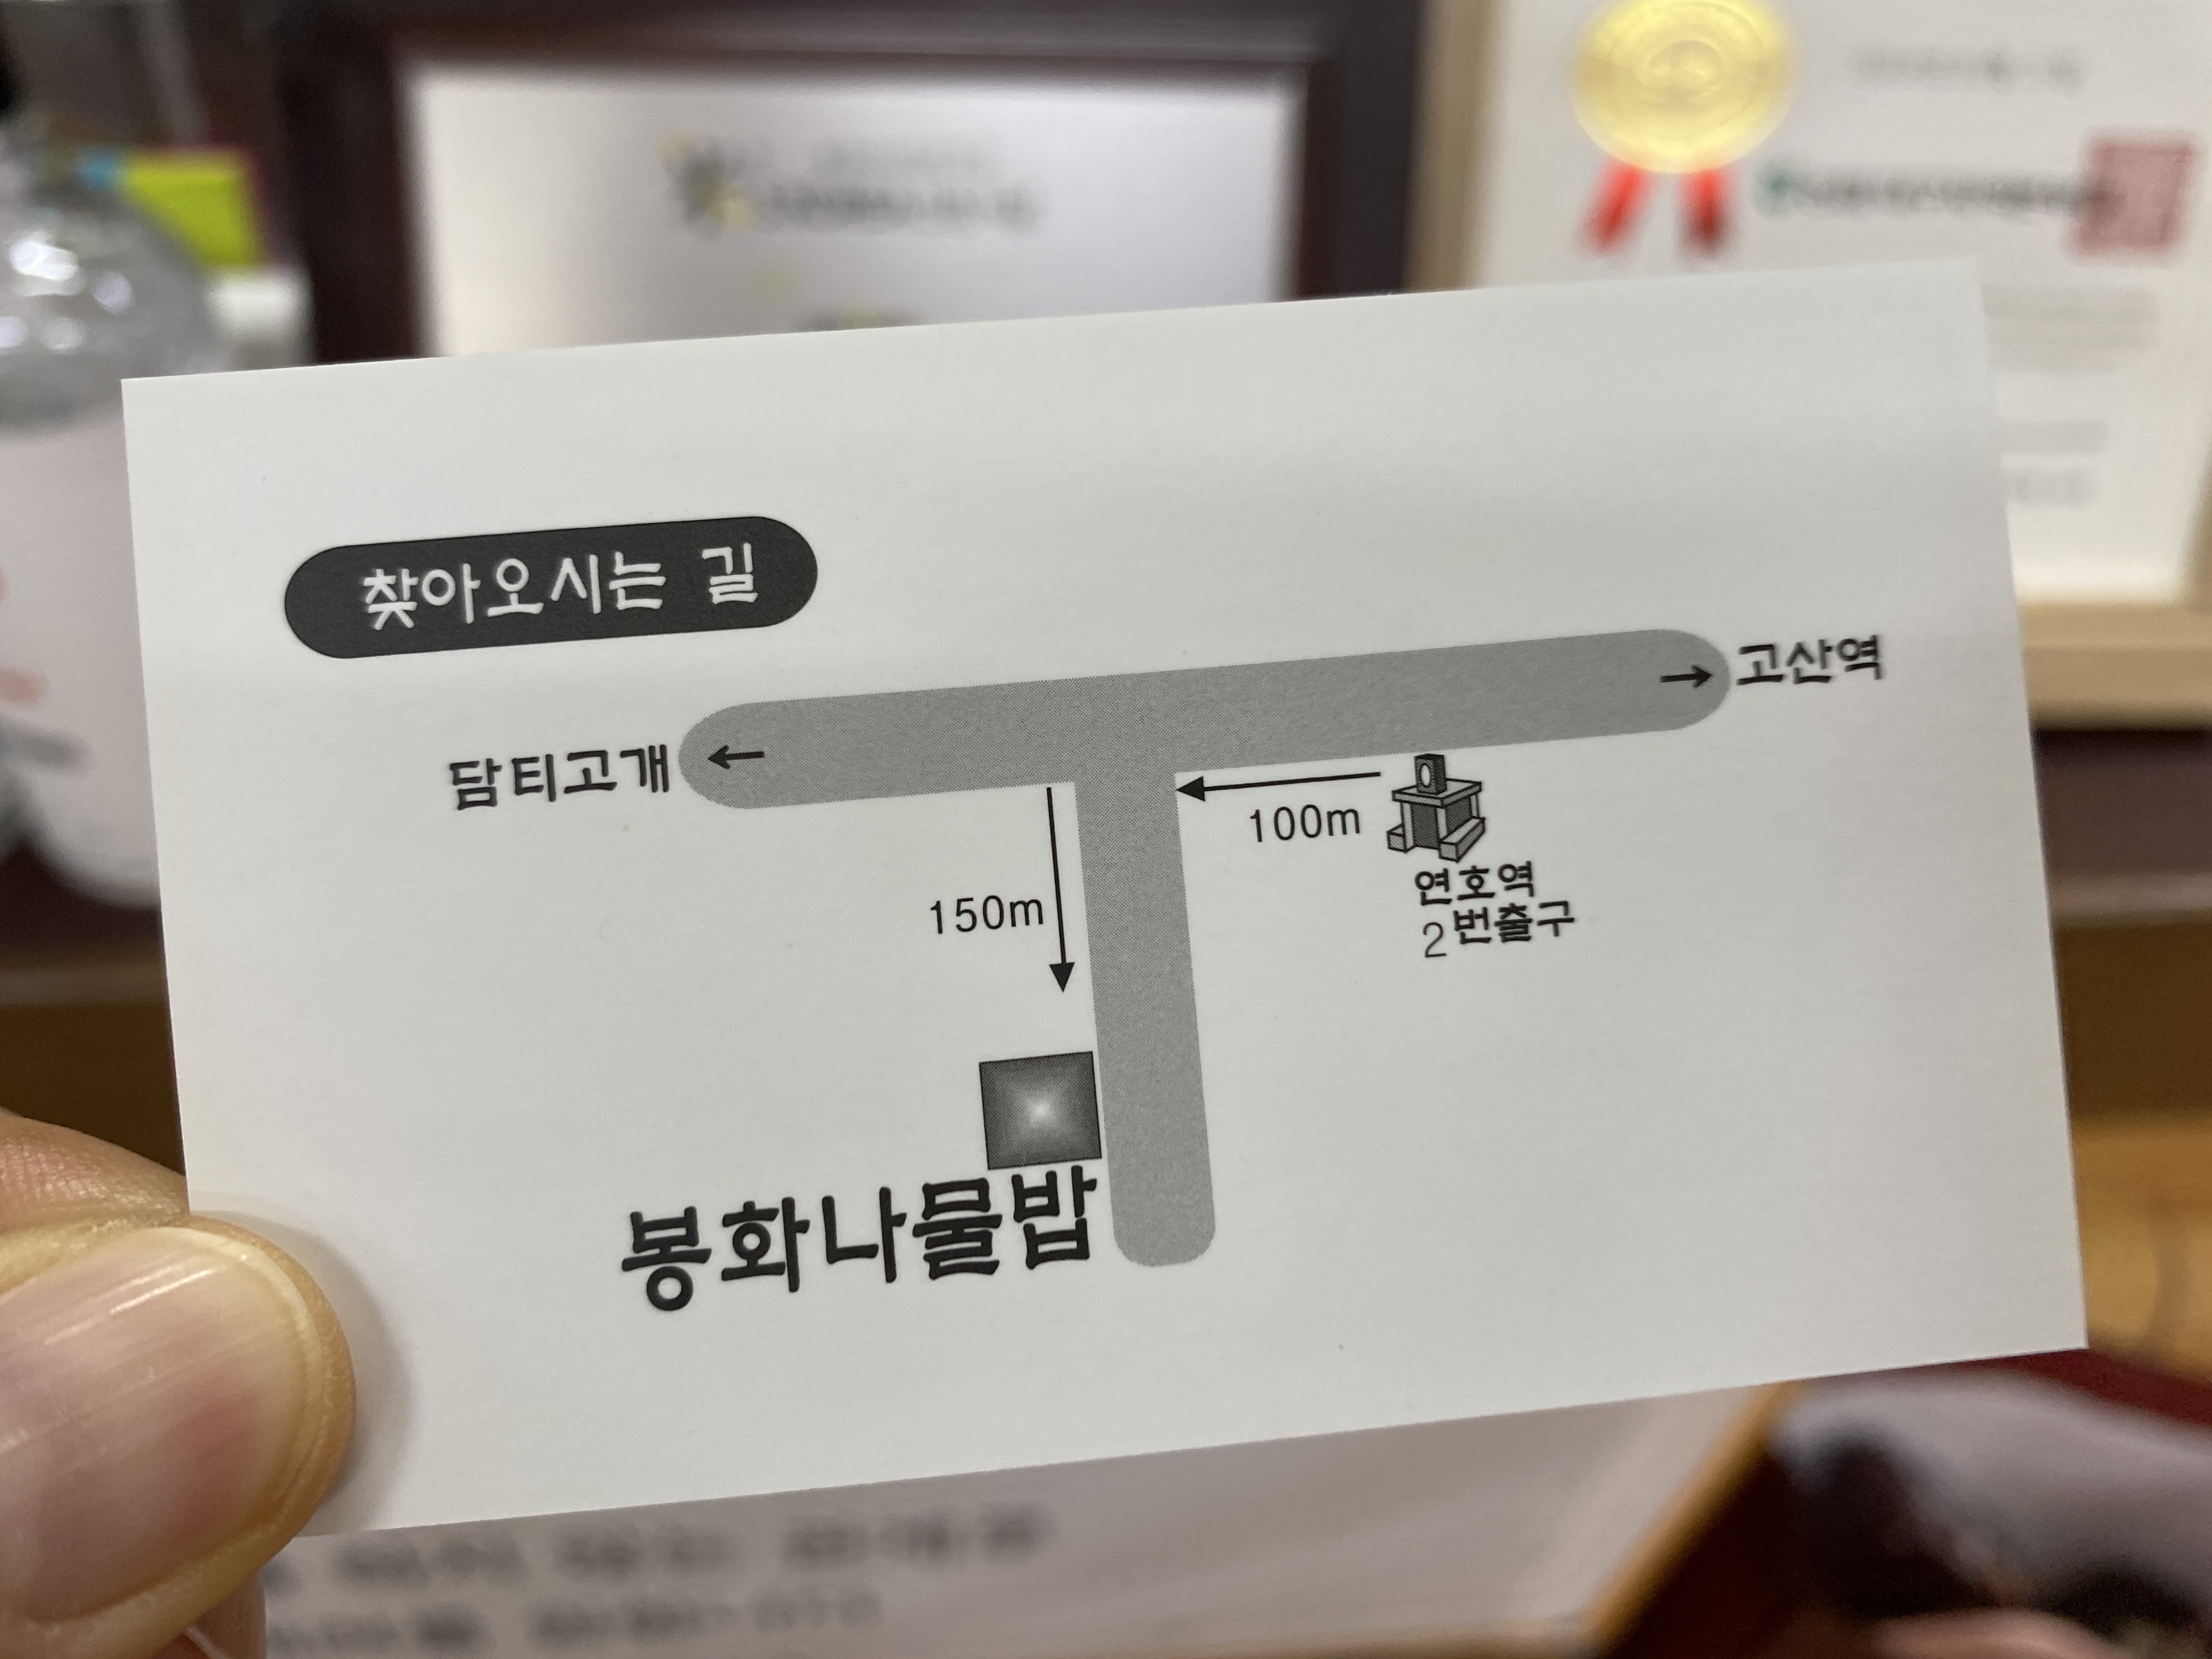 찾아오시는 길
고산역
담티고개
100m
연호역
2번출구
150m
봉화나물밥